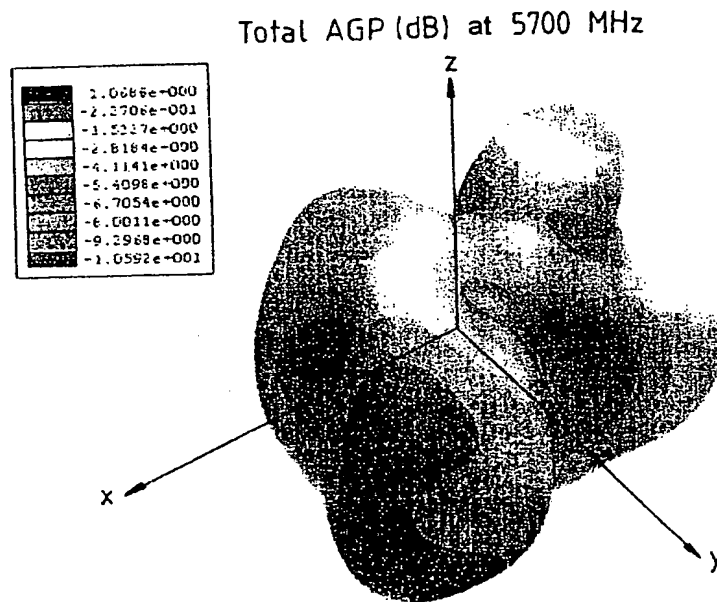 Total AGP (dB) at 5700 MHz
1.0686e+000
-2.2706e-001
-1.5227e+000
-2.8184e+000
-4.1141e+000
-5.4098e+000
-6.7054e+000
-8.0011e+000
-9.2968e+000
-1.0592e+001
z
x
y